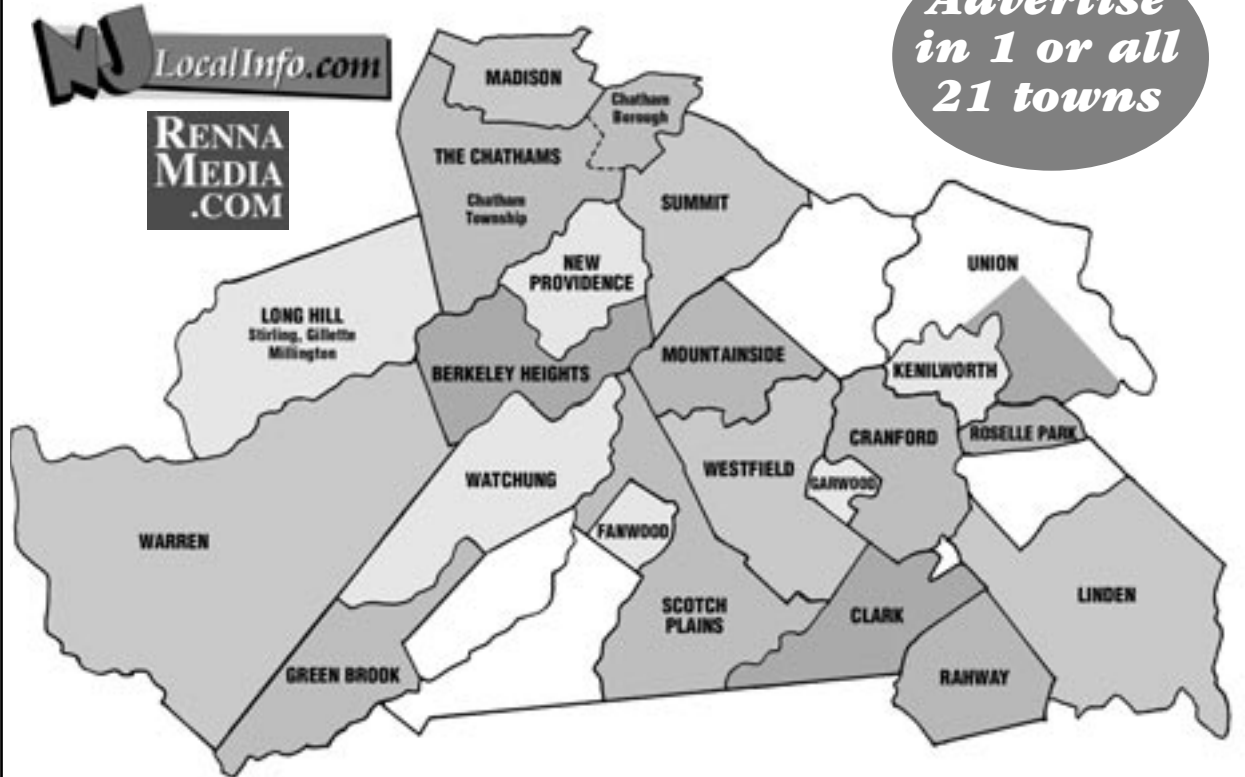 NJ LocalInfo.com
RENNA
MEDIA
.COM
Advertise
in 1 or all
21 towns
MADISON
Chatham
Borough
THE CHATHAMS
Chatham
Township
SUMMIT
NEW
PROVIDENCE
UNION
LONG HILL
Stirling, Gillette
Millington
MOUNTAINSIDE
BERKELEY HEIGHTS
KENILWORTH
CRANFORD
ROSELLE PARK
WATCHUNG
WESTFIELD
GARWOOD
WARREN
FANWOOD
SCOTCH
PLAINS
CLARK
LINDEN
GREEN BROOK
RAHWAY